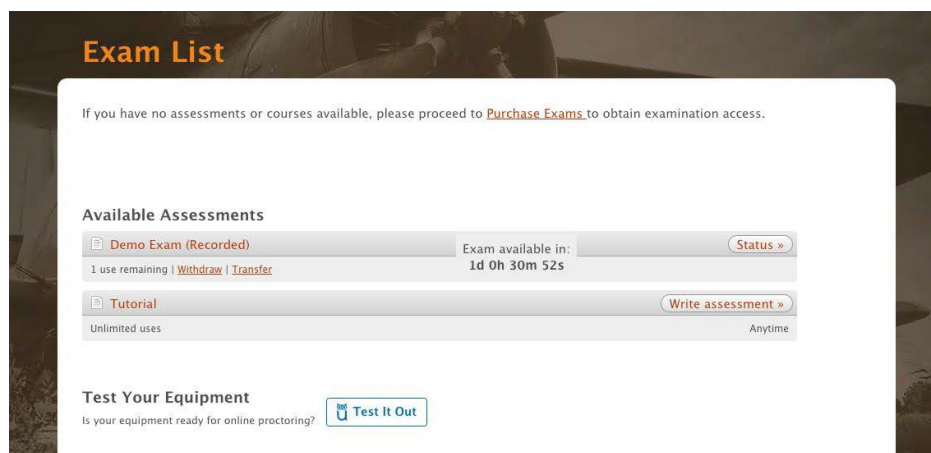 Exam List
If you have no assessments or courses available, please proceed to Purchase Exams to obtain examination access.
Available Assessments
Demo Exam (Recorded)
Exam available in:
1d 0h 30m 52s
Status »
1 use remaining | Withdraw | Transfer
Tutorial
Write assessment »
Unlimited uses
Anytime
Test Your Equipment
Is your equipment ready for online proctoring?
Test It Out